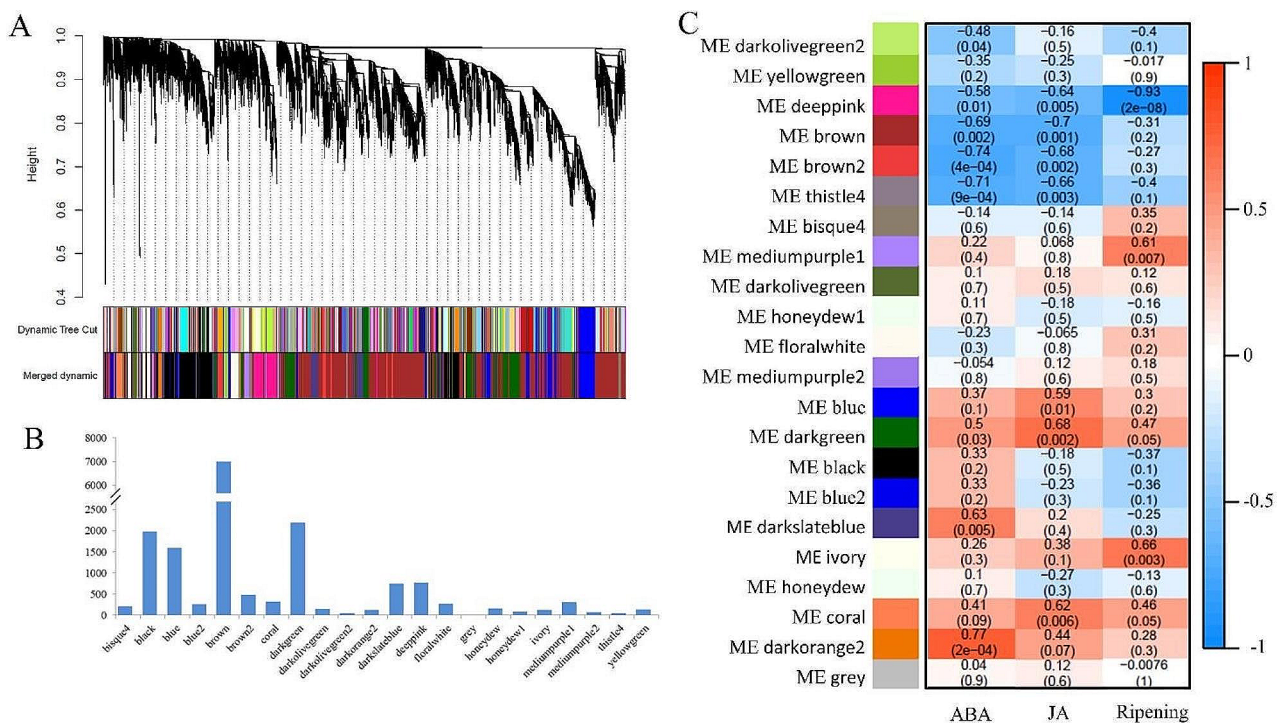 A
1.0
0.9
0.8
0.7
0.6
0.5
0.4
Height
Dynamic Tree Cut
Merged dynamic
B
8000
7000
6000
2500
2000
1500
1000
500
0
bisque4
black
blue
blue2
brown
brown2
coral
darkgreen
darkolivegreen
darkolivegreen2
darkorange2
darkslateblue
deeppink
floralwhite
grey
honeydew
honeydew1
ivory
mediumpurple1
mediumpurple2
thistle4
yellowgreen
C
ME darkolivegreen2 −0.48 (0.04) −0.16 (0.5) −0.4 (0.1)
ME yellowgreen −0.35 (0.2) −0.25 (0.3) −0.017 (0.9)
ME deeppink −0.58 (0.01) −0.64 (0.005) −0.93 (2e−08)
ME brown −0.69 (0.002) −0.7 (0.001) −0.31 (0.2)
ME brown2 −0.74 (4e−04) −0.68 (0.002) −0.27 (0.3)
ME thistle4 −0.71 (9e−04) −0.66 (0.003) −0.4 (0.1)
ME bisque4 −0.14 (0.6) −0.14 (0.6) 0.35 (0.2)
ME mediumpurple1 0.22 (0.4) 0.068 (0.8) 0.61 (0.007)
ME darkolivegreen 0.1 (0.7) 0.18 (0.5) 0.12 (0.6)
ME honeydew1 0.11 (0.7) −0.18 (0.5) −0.16 (0.5)
ME floralwhite −0.23 (0.3) −0.065 (0.8) 0.31 (0.2)
ME mediumpurple2 −0.054 (0.8) 0.12 (0.6) 0.18 (0.5)
ME blue 0.37 (0.1) 0.59 (0.01) 0.3 (0.2)
ME darkgreen 0.5 (0.03) 0.68 (0.002) 0.47 (0.05)
ME black 0.33 (0.2) −0.18 (0.5) −0.37 (0.1)
ME blue2 0.33 (0.2) −0.23 (0.3) −0.36 (0.1)
ME darkslateblue 0.63 (0.005) 0.2 (0.4) −0.25 (0.3)
ME ivory 0.26 (0.3) 0.38 (0.1) 0.66 (0.003)
ME honeydew 0.1 (0.7) −0.27 (0.3) −0.13 (0.6)
ME coral 0.41 (0.09) 0.62 (0.006) 0.46 (0.05)
ME darkorange2 0.77 (2e−04) 0.44 (0.07) 0.28 (0.3)
ME grey 0.04 (0.9) 0.12 (0.6) −0.0076 (1)
ABA JA Ripening
1
0.5
0
-0.5
-1